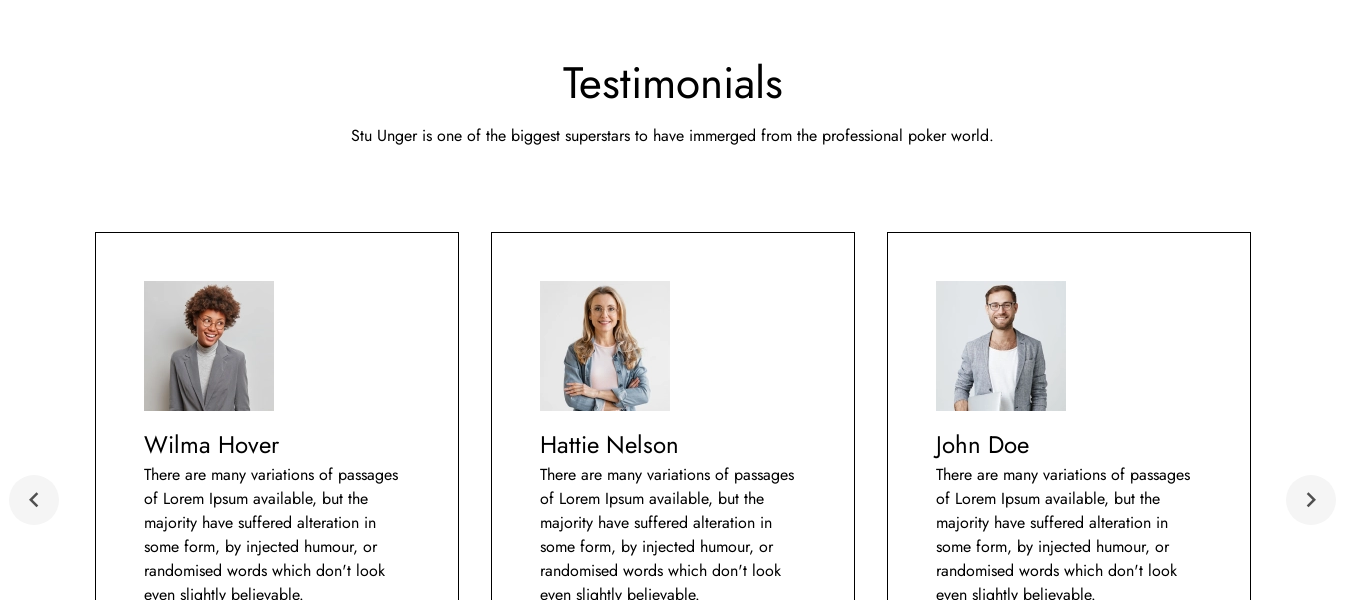 Testimonials
Stu Unger is one of the biggest superstars to have immerged from the professional poker world.
Wilma Hover
There are many variations of passages
of Lorem Ipsum available, but the
majority have suffered alteration in
some form, by injected humour, or
randomised words which don't look
even slightly believable.
Hattie Nelson
There are many variations of passages
of Lorem Ipsum available, but the
majority have suffered alteration in
some form, by injected humour, or
randomised words which don't look
even slightly believable.
John Doe
There are many variations of passages
of Lorem Ipsum available, but the
majority have suffered alteration in
some form, by injected humour, or
randomised words which don't look
even slightly believable.